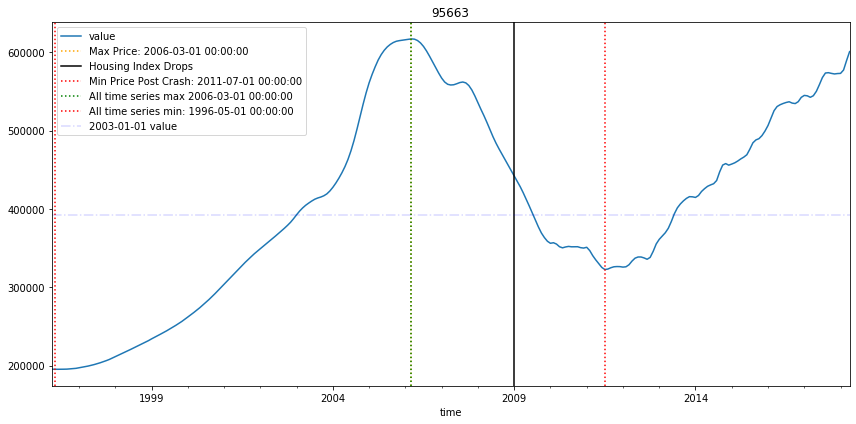 95663
value
Max Price: 2006-03-01 00:00:00
Housing Index Drops
Min Price Post Crash: 2011-07-01 00:00:00
All time series max 2006-03-01 00:00:00
All time series min: 1996-05-01 00:00:00
2003-01-01 value
600000
500000
400000
300000
200000
1999 2004 2009 2014
time